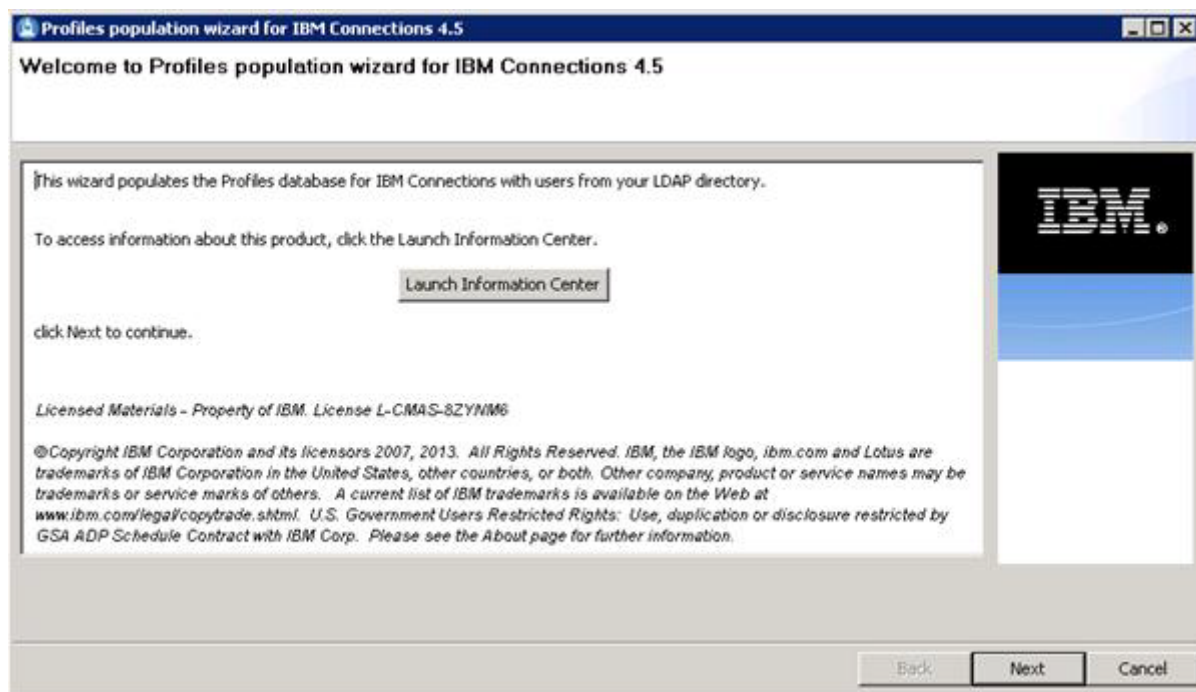 Profiles population wizard for IBM Connections 4.5
Welcome to Profiles population wizard for IBM Connections 4.5
This wizard populates the Profiles database for IBM Connections with users from your LDAP directory.
To access information about this product, click the Launch Information Center.
Launch Information Center
click Next to continue.
Licensed Materials - Property of IBM. License L-CMAS-8ZYNM6
©Copyright IBM Corporation and its licensors 2007, 2013. All Rights Reserved. IBM, the IBM logo, ibm.com and Lotus are
trademarks of IBM Corporation in the United States, other countries, or both. Other company, product or service names may be
trademarks or service marks of others. A current list of IBM trademarks is available on the Web at
www.ibm.com/legal/copytrade.shtml. U.S. Government Users Restricted Rights: Use, duplication or disclosure restricted by
GSA ADP Schedule Contract with IBM Corp. Please see the About page for further information.
IBM®
Back
Next
Cancel